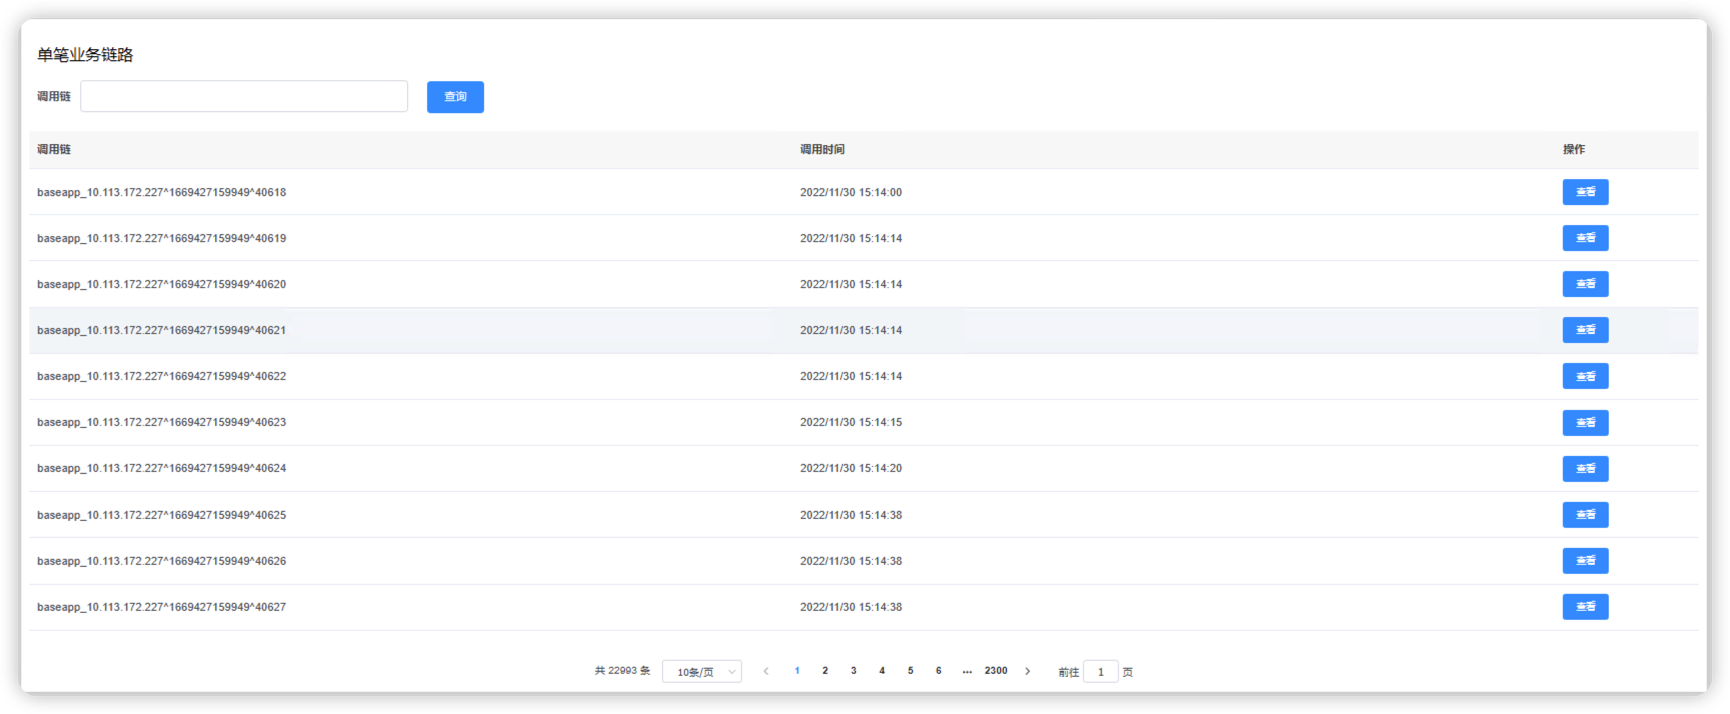 单笔业务链路
调用链 查询
调用链 调用时间 操作
baseapp_10.113.172.227^1669427159949^40618 2022/11/30 15:14:00 查看
baseapp_10.113.172.227^1669427159949^40619 2022/11/30 15:14:14 查看
baseapp_10.113.172.227^1669427159949^40620 2022/11/30 15:14:14 查看
baseapp_10.113.172.227^1669427159949^40621 2022/11/30 15:14:14 查看
baseapp_10.113.172.227^1669427159949^40622 2022/11/30 15:14:14 查看
baseapp_10.113.172.227^1669427159949^40623 2022/11/30 15:14:15 查看
baseapp_10.113.172.227^1669427159949^40624 2022/11/30 15:14:20 查看
baseapp_10.113.172.227^1669427159949^40625 2022/11/30 15:14:38 查看
baseapp_10.113.172.227^1669427159949^40626 2022/11/30 15:14:38 查看
baseapp_10.113.172.227^1669427159949^40627 2022/11/30 15:14:38 查看
共 22993 条 10条/页 < 1 2 3 4 5 6 ... 2300 > 前往 1 页